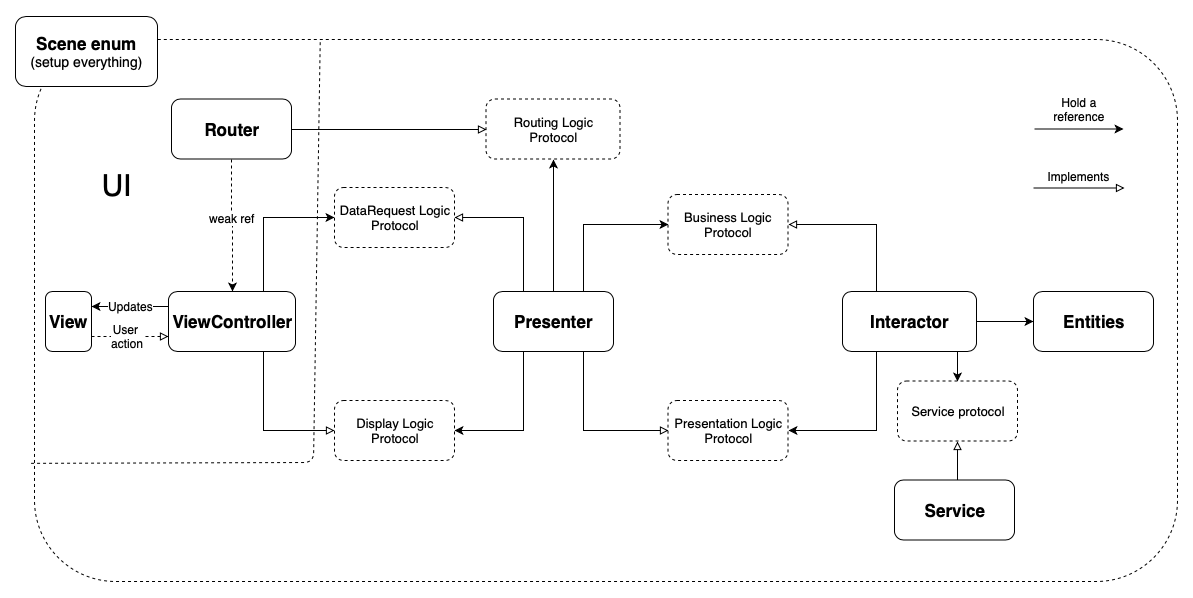 Scene enum
(setup everything)
Router
Routing Logic
Protocol
Hold a
reference
Implements
UI
weak ref
DataRequest Logic
Protocol
Business Logic
Protocol
View
Updates
User
action
ViewController
Presenter
Interactor
Entities
Display Logic
Protocol
Presentation Logic
Protocol
Service protocol
Service